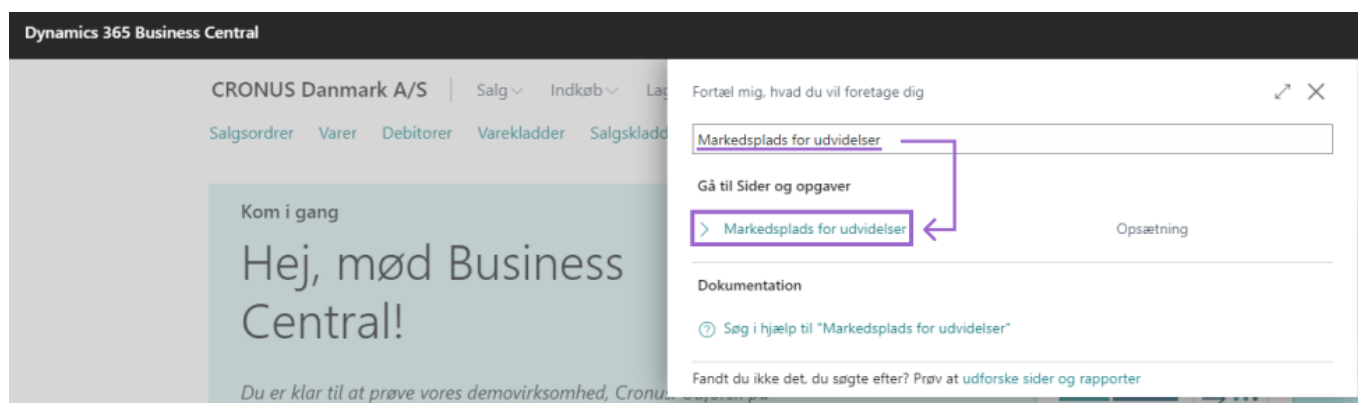 Dynamics 365 Business Central
CRONUS Danmark A/S Salg Indkøb
Salgsordrer Varer Debitorer Varekladder
Kom i gang
Hej, mød Business
Central!
Du er klar til at prøve vores demovirksomhed,
Fortæl mig, hvad du vil foretage dig
Markedsplads for udvidelser
Gå til Sider og opgaver
Markedsplads for udvidelser Opsætning
Dokumentation
Søg i hjælp til "Markedsplads for udvidelser"
Fandt du ikke det, du søgte efter? Prøv at udforske sider og rapporter